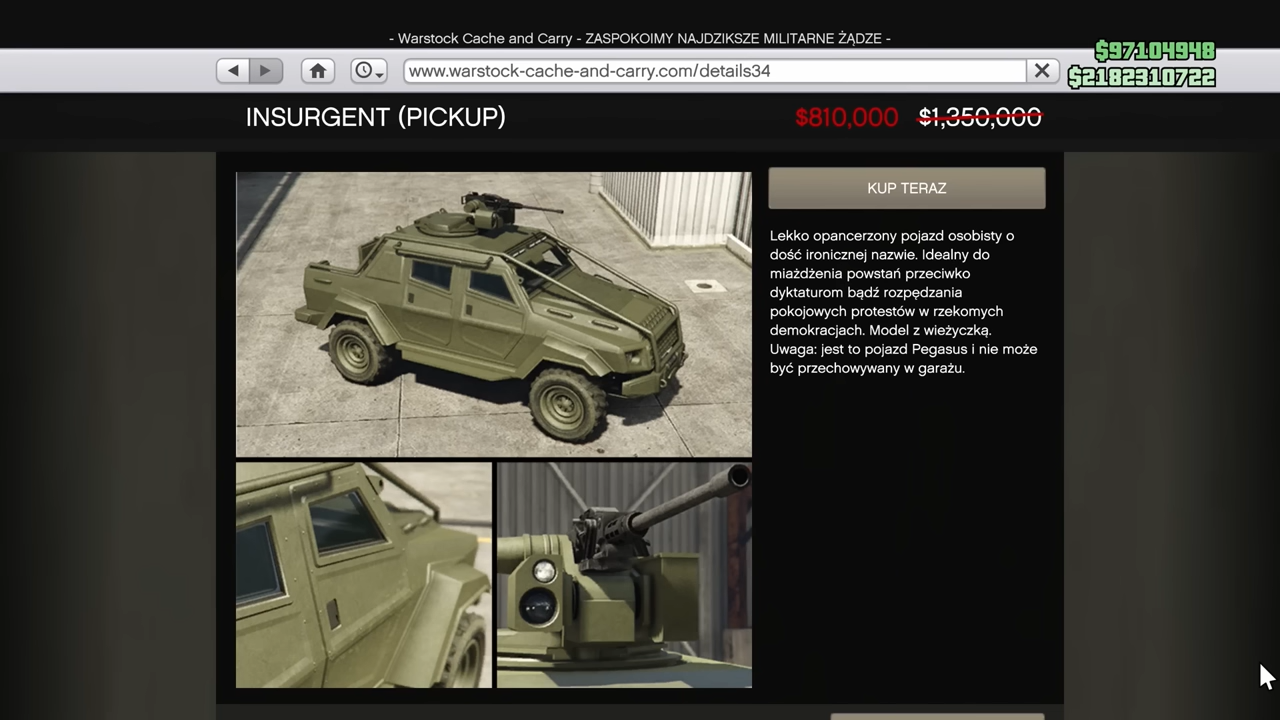 - Warstock Cache and Carry - ZASPOKOIMY NAJDZIKSZE MILITARNE ŻĄDZE -
$97104948
www.warstock-cache-and-carry.com/details34
$2182310722
INSURGENT (PICKUP)
$810,000 $1,350,000
KUP TERAZ
Lekko opancerzony pojazd osobisty o
dość ironicznej nazwie. Idealny do
miażdżenia powstań przeciwko
dyktaturom bądź rozpędzania
pokojowych protestów w rzekomych
demokracjach. Model z wieżyczką.
Uwaga: jest to pojazd Pegasus i nie może
być przechowywany w garażu.